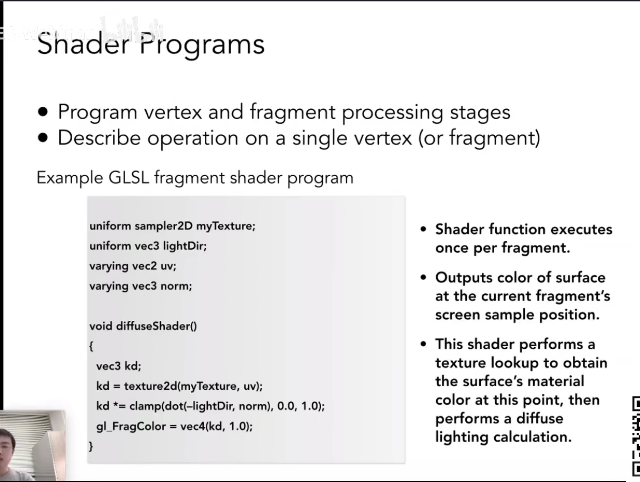 Shader Programs
● Program vertex and fragment processing stages
● Describe operation on a single vertex (or fragment)
Example GLSL fragment shader program
uniform sampler2D myTexture;
uniform vec3 lightDir;
varying vec2 uv;
varying vec3 norm;
void diffuseShader()
{
vec3 kd;
kd = texture2d(myTexture, uv);
kd *= clamp(dot(–lightDir, norm), 0.0, 1.0);
gl_FragColor = vec4(kd, 1.0);
}
• Shader function executes
once per fragment.
• Outputs color of surface
at the current fragment’s
screen sample position.
• This shader performs a
texture lookup to obtain
the surface’s material
color at this point, then
performs a diffuse
lighting calculation.